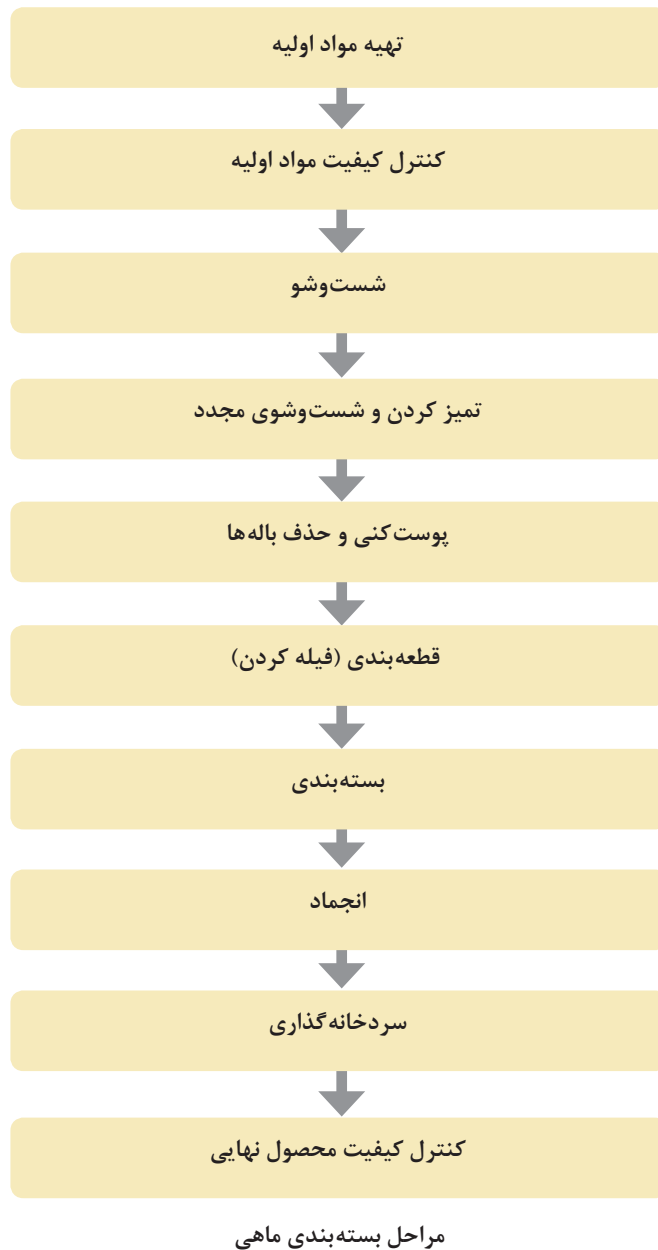 تهیه مواد اولیه
کنترل کیفیت مواد اولیه
شست‌وشو
تمیز کردن و شست‌وشوی مجدد
پوست‌کنی و حذف باله‌ها
قطعه‌بندی (فیله کردن)
بسته‌بندی
انجماد
سردخانه‌گذاری
کنترل کیفیت محصول نهایی
مراحل بسته‌بندی ماهی